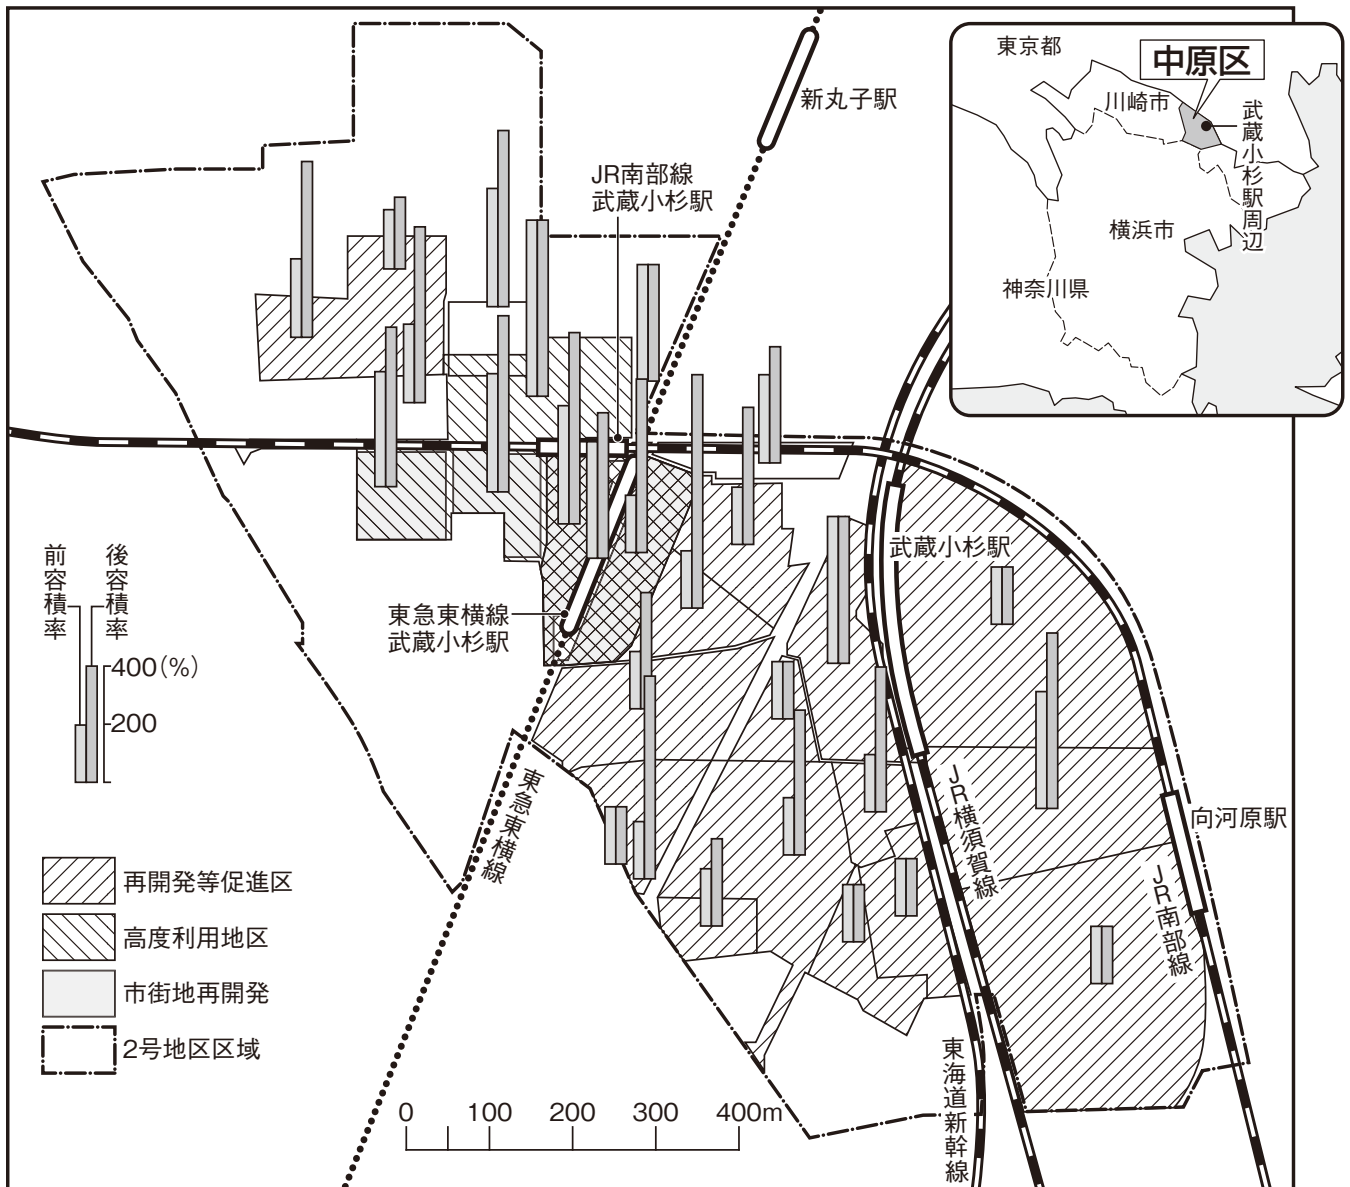 新丸子駅
JR南部線
武蔵小杉駅
東京都
中原区
川崎市
武蔵小杉駅周辺
横浜市
神奈川県
武蔵小杉駅
東急東横線
武蔵小杉駅
前容積率
後容積率
400(%)
200
東急東横線
JR横須賀線
向河原駅
JR南部線
再開発等促進区
高度利用地区
市街地再開発
2号地区区域
0 100 200 300 400m
東海道新幹線